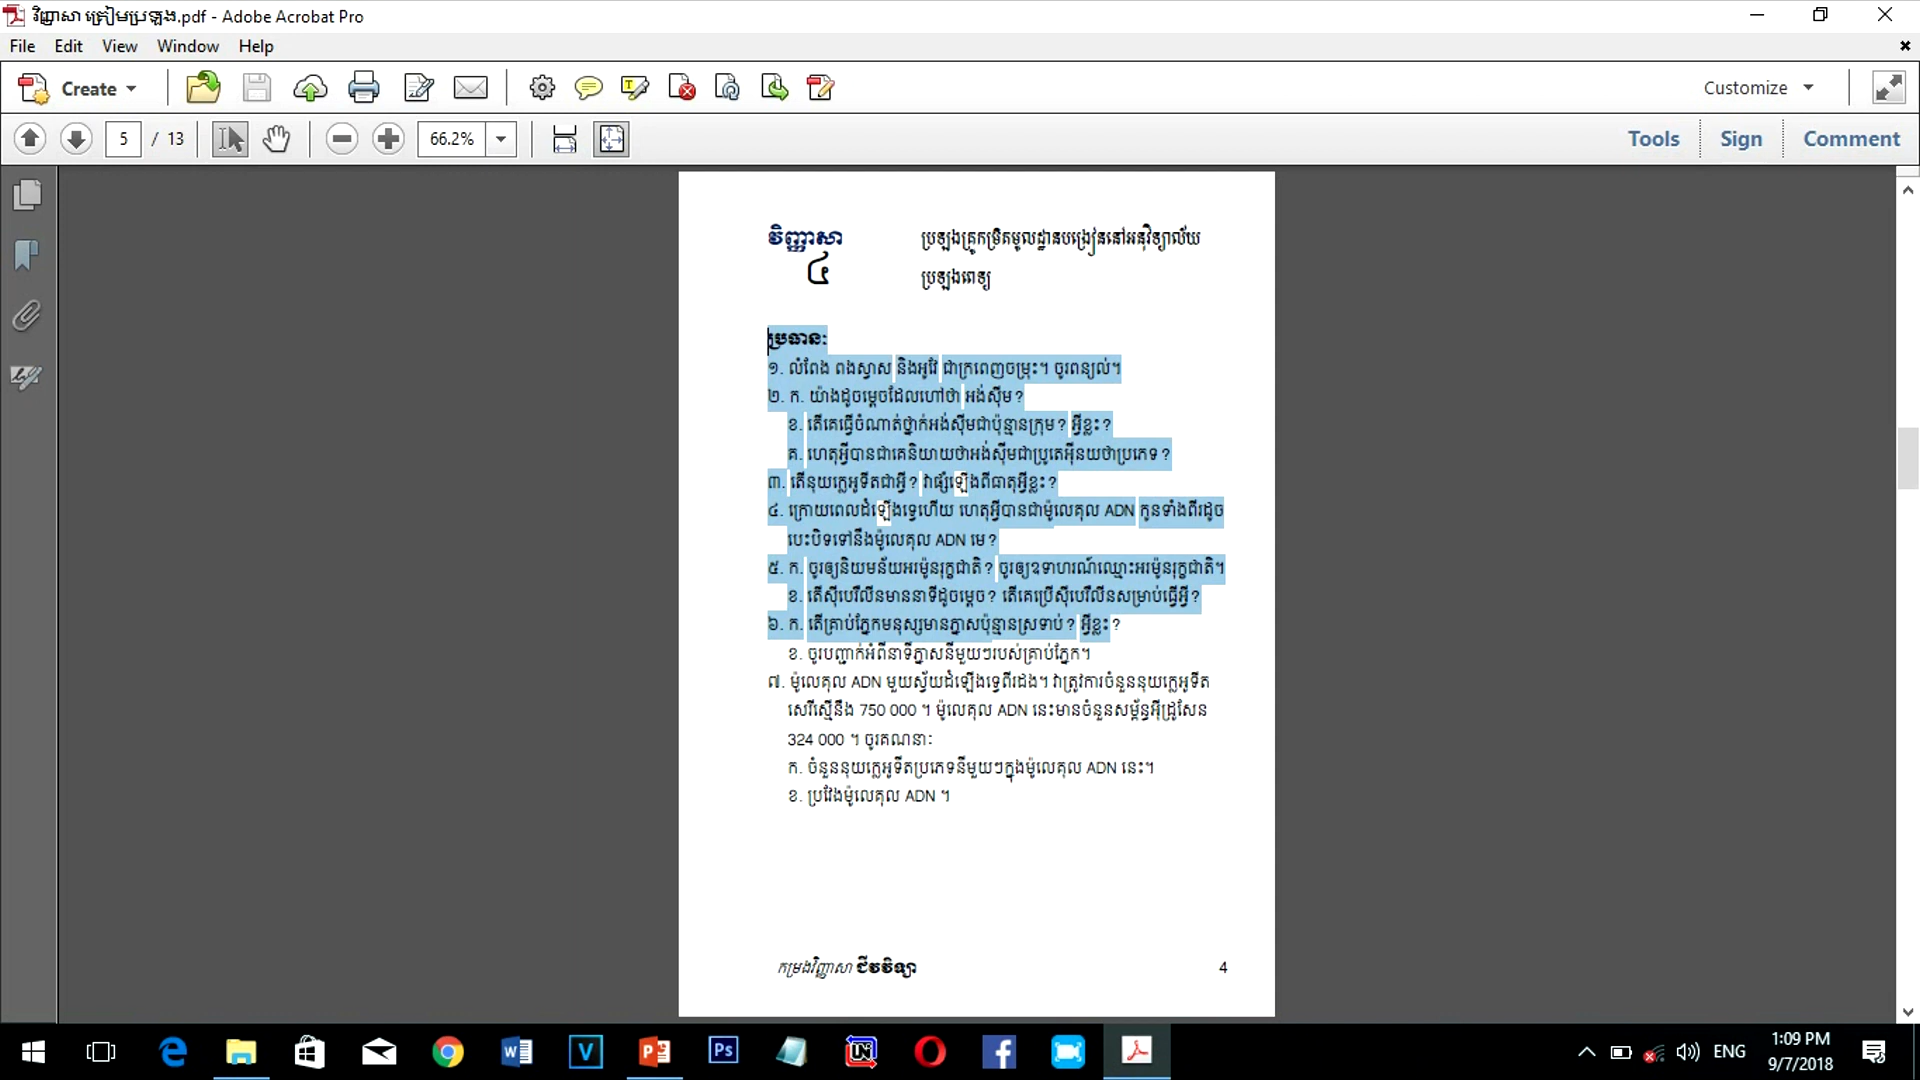 វិញ្ញាសា ត្រៀមប្រឡង.pdf - Adobe Acrobat Pro
File Edit View Window Help
Create
Customize
5 / 13
66.2%
Tools Sign Comment
វិញ្ញាសា ប្រឡងគ្រូកម្រិតមូលដ្ឋានបង្រៀននៅអនុវិទ្យាល័យ
៤ ប្រឡងពេទ្យ
ប្រធាន:
១. លំពែង ពងស្វាស និងអូវែ ជាក្រពេញចម្រុះ។ ចូរពន្យល់។
២. ក. យ៉ាងដូចម្ដេចដែលហៅថា អង់ស៊ីម?
ខ. តើគេធ្វើចំណាត់ថ្នាក់អង់ស៊ីមជាប៉ុន្មានក្រុម? អ្វីខ្លះ?
គ. ហេតុអ្វីបានជាគេនិយាយថាអង់ស៊ីមជាប្រូតេអ៊ីនយថាប្រភេទ?
៣. តើនុយក្លេអូទីតជាអ្វី? វាផ្សំឡើងពីធាតុអ្វីខ្លះ?
៤. ក្រោយពេលដំឡើងទ្វេហើយ ហេតុអ្វីបានជាម៉ូលេគុល ADN កូនទាំងពីរដូច
បេះបិទទៅនឹងម៉ូលេគុល ADN មេ?
៥. ក. ចូរឲ្យនិយមន័យអរម៉ូនរុក្ខជាតិ? ចូរឲ្យឧទាហរណ៍ឈ្មោះអរម៉ូនរុក្ខជាតិ។
ខ. តើស៊ីបេរឺលីនមាននាទីដូចម្ដេច? តើគេប្រើស៊ីបេរឺលីនសម្រាប់ធ្វើអ្វី?
៦. ក. តើគ្រាប់ភ្នែកមនុស្សមានភ្នាសប៉ុន្មានស្រទាប់? អ្វីខ្លះ?
ខ. ចូរបញ្ជាក់អំពីនាទីភ្នាសនីមួយៗរបស់គ្រាប់ភ្នែក។
៧. ម៉ូលេគុល ADN មួយស្វ័យដំឡើងទ្វេពីរដង។ វាត្រូវការចំនួននុយក្លេអូទីត
សេរីស្មើនឹង 750 000 ។ ម៉ូលេគុល ADN នេះមានចំនួនសម្ព័ន្ធអ៊ីដ្រូសែន
324 000 ។ ចូរគណនាៈ
ក. ចំនួននុយក្លេអូទីតប្រភេទនីមួយៗក្នុងម៉ូលេគុល ADN នេះ។
ខ. ប្រវែងម៉ូលេគុល ADN ។
កម្រងវិញ្ញាសា ជីវវិទ្យា 4
ENG
1:09 PM
9/7/2018